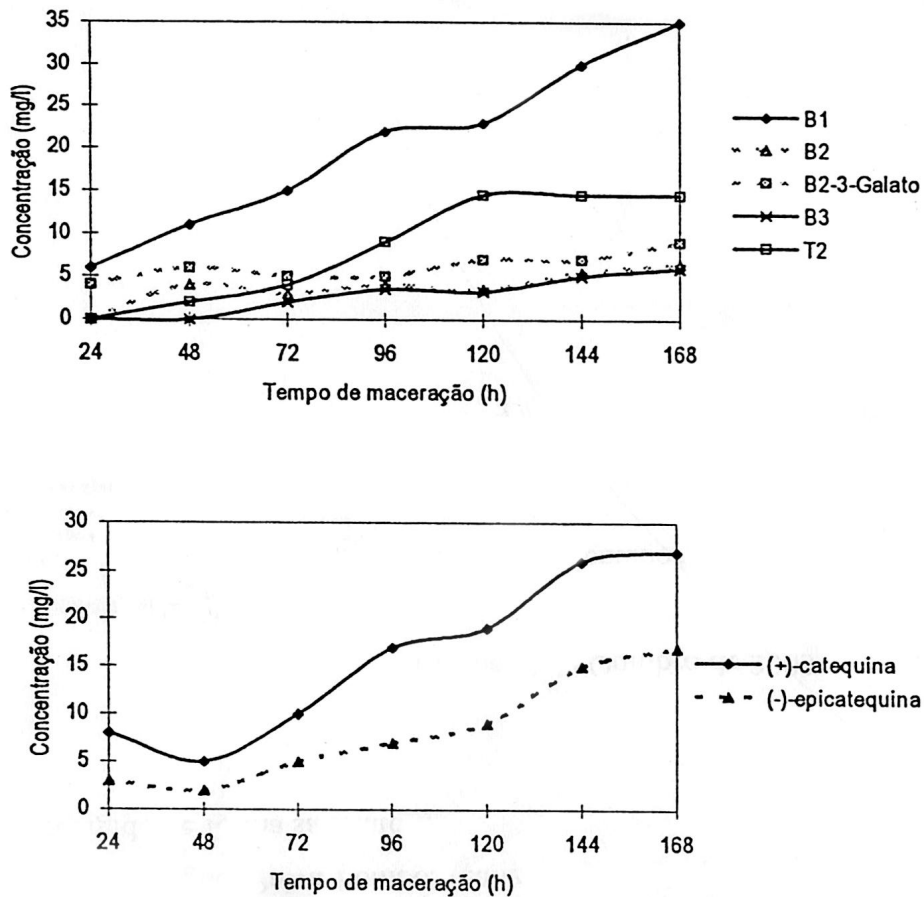 35
30
25
20
15
10
5
0
Concentração (mg/l)
24 48 72 96 120 144 168
Tempo de maceração (h)
B1
B2
B2-3-Galato
B3
T2
30
25
20
15
10
5
0
Concentração (mg/l)
24 48 72 96 120 144 168
Tempo de maceração (h)
(+)-catequina
(-)-epicatequina